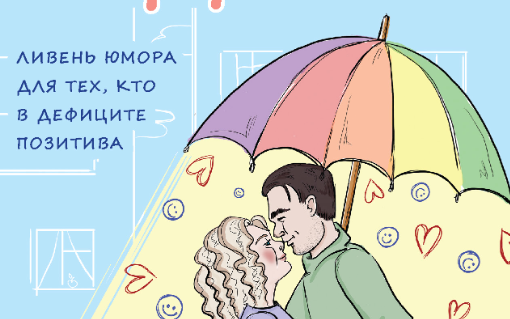 ЛИВЕНЬ ЮМОРА
ДЛЯ ТЕХ, КТО
В ДЕФИЦИТЕ
ПОЗИТИВА